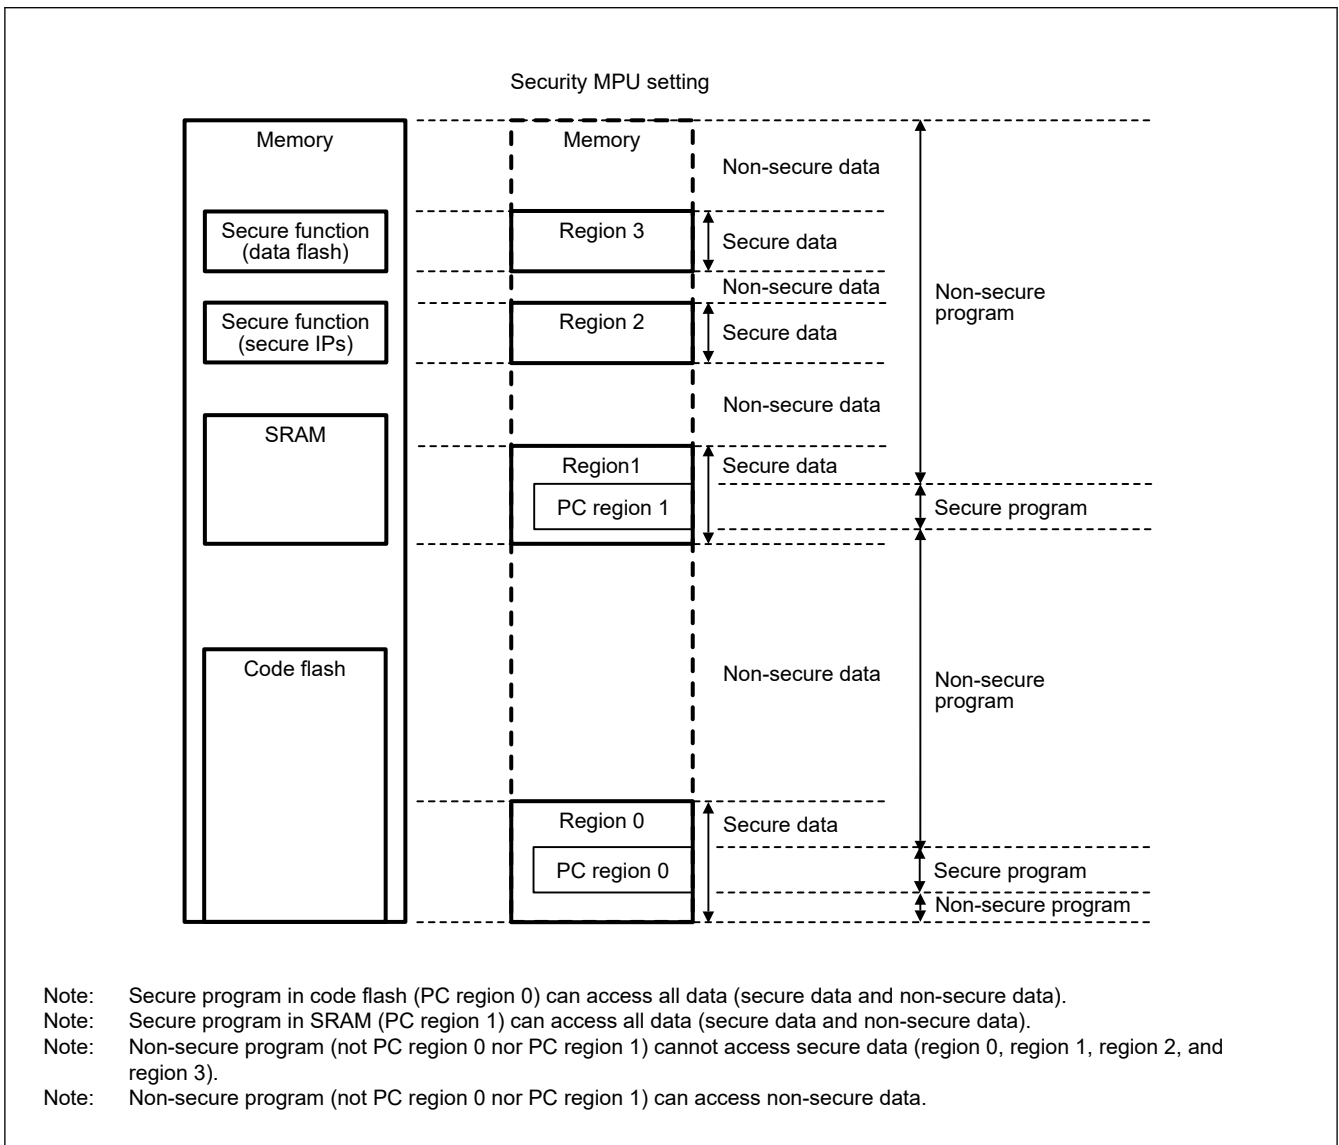 Security MPU setting
Memory
Memory
Non-secure data
Secure function
(data flash)
Region 3
Secure data
Non-secure data
Non-secure
program
Secure function
(secure IPs)
Region 2
Secure data
Non-secure data
SRAM
Region1
Secure data
PC region 1
Secure program
Code flash
Non-secure data
Non-secure
program
Region 0
Secure data
PC region 0
Secure program
Non-secure program
Note: Secure program in code flash (PC region 0) can access all data (secure data and non-secure data).
Note: Secure program in SRAM (PC region 1) can access all data (secure data and non-secure data).
Note: Non-secure program (not PC region 0 nor PC region 1) cannot access secure data (region 0, region 1, region 2, and
region 3).
Note: Non-secure program (not PC region 0 nor PC region 1) can access non-secure data.